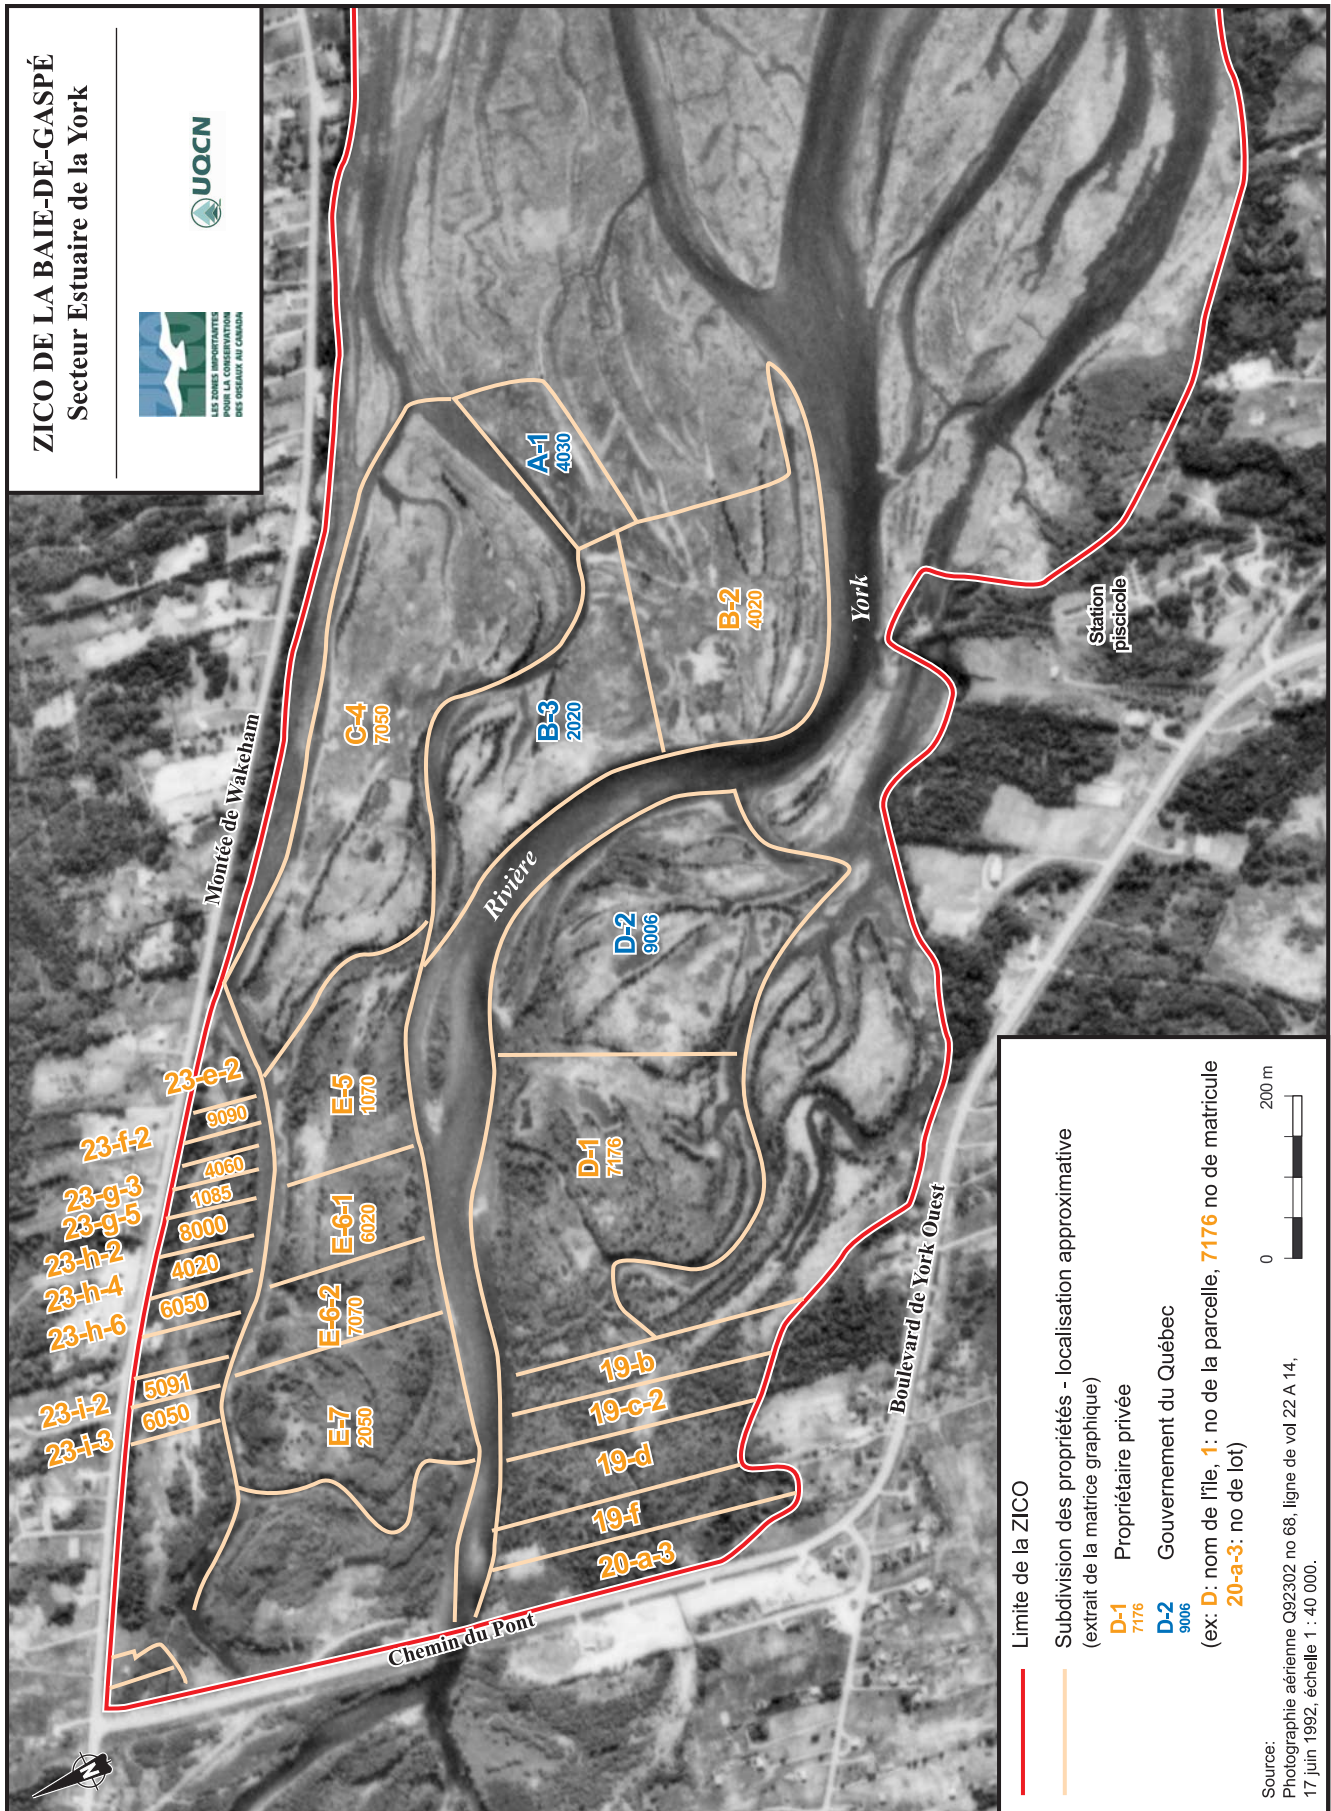 ZICO DE LA BAIE-DE-GASPÉ
Secteur Estuaire de la York
LES ZONES IMPORTANTES
POUR LA CONSERVATION
DES OISEAUX AU CANADA
UQCN
Montée de Wakeham
23-e-2
9090
23-f-2
4060
23-g-3
1085
23-g-5
8000
23-h-2
4020
23-h-4
6050
23-h-6
5091
23-i-2
6050
23-i-3
A-1
4030
B-2
4020
B-3
2020
C-4
7050
D-2
9006
D-1
7176
E-5
1070
E-6-1
6020
E-6-2
7070
E-7
2050
19-b
19-c-2
19-d
19-f
20-a-3
Rivière
York
Station
piscicole
Chemin du Pont
Boulevard de York Ouest
N
Limite de la ZICO
Subdivision des propriétés - localisation approximative
(extrait de la matrice graphique)
D-1 Propriétaire privée
7176
D-2 Gouvernement du Québec
9006
(ex: D: nom de l'île, 1: no de la parcelle, 7176 no de matricule
20-a-3: no de lot)
0 200 m
Source:
Photographie aérienne Q92302 no 68, ligne de vol 22 A 14,
17 juin 1992, échelle 1 : 40 000.